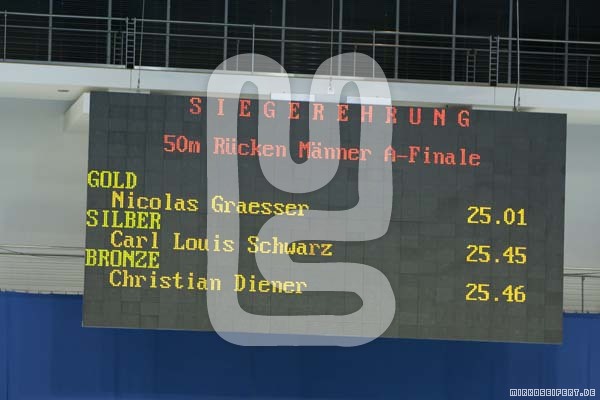 SIEGEREHRUNG
50m Rücken Männer A-Finale
GOLD
Nicolas Graesser 25.01
SILBER
Carl Louis Schwarz 25.45
BRONZE
Christian Diener 25.46
MIRKOSEIFERT.DE